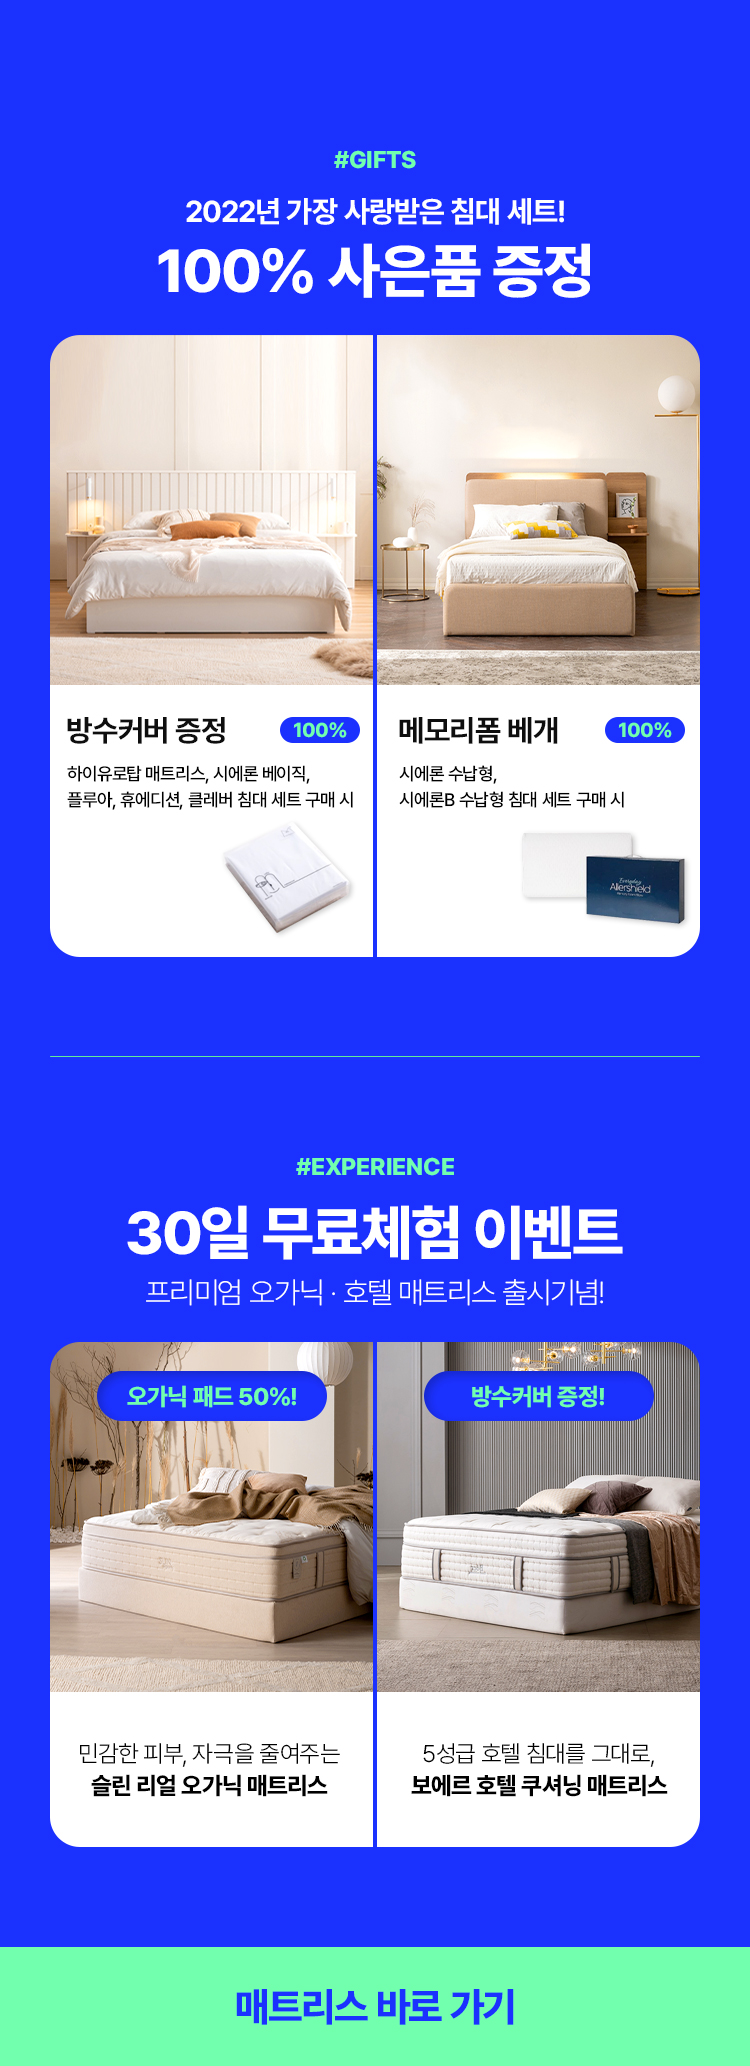 #GIFTS
2022년 가장 사랑받은 침대 세트!
100% 사은품 증정
방수커버 증정
100%
하이유로탑 매트리스, 시에론 베이직,
플루아, 휴에디션, 클레버 침대 세트 구매 시
메모리폼 베개
100%
시에론 수납형,
시에론B 수납형 침대 세트 구매 시
Everyday
Allershield
#EXPERIENCE
30일 무료체험 이벤트
프리미엄 오가닉 · 호텔 매트리스 출시기념!
오가닉 패드 50%!
방수커버 증정!
민감한 피부, 자극을 줄여주는
슬린 리얼 오가닉 매트리스
5성급 호텔 침대를 그대로,
보에르 호텔 쿠셔닝 매트리스
매트리스 바로 가기